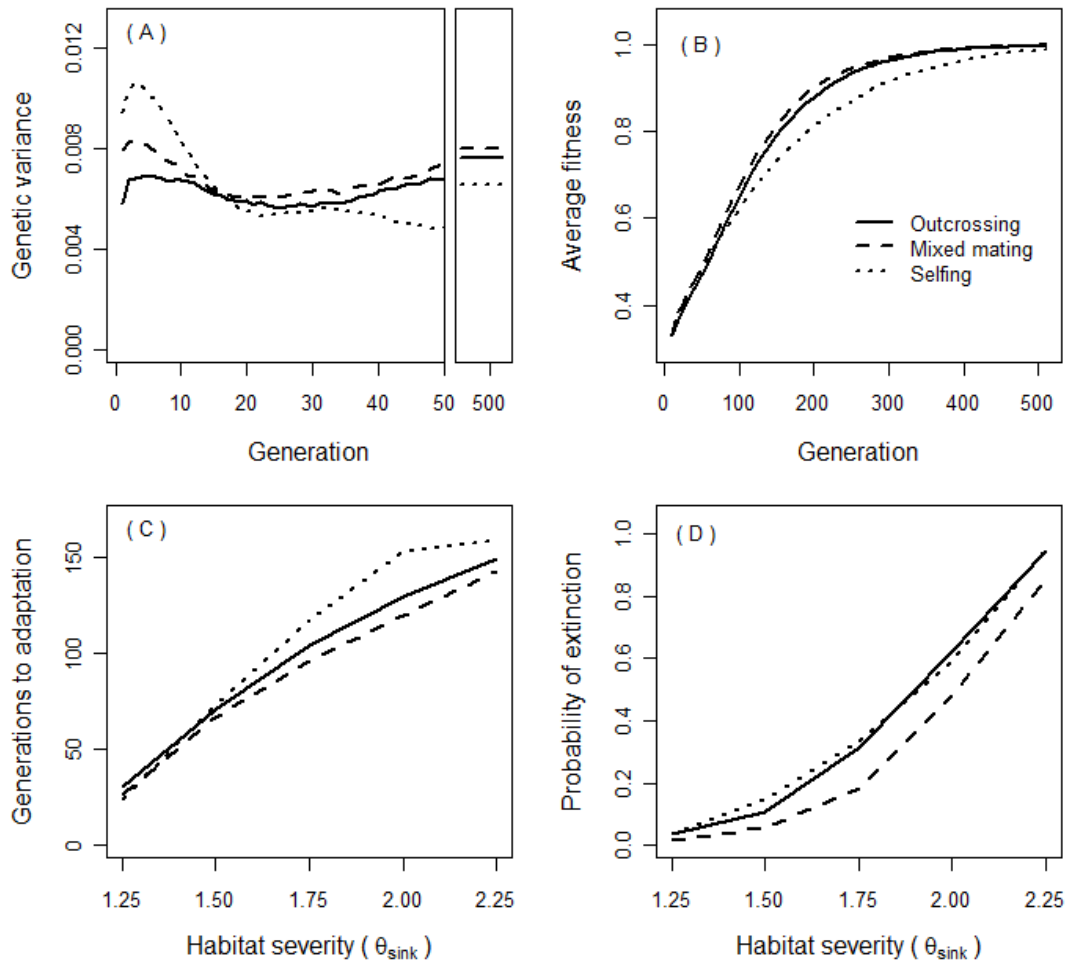 ( A )
Genetic variance
0.000 0.004 0.008 0.012
0 10 20 30 40 50 500
Generation
( B )
Average fitness
0.4 0.6 0.8 1.0
Outcrossing
Mixed mating
Selfing
0 100 200 300 400 500
Generation
( C )
Generations to adaptation
0 50 100 150
1.25 1.50 1.75 2.00 2.25
Habitat severity ( θsink )
( D )
Probability of extinction
0.0 0.2 0.4 0.6 0.8 1.0
1.25 1.50 1.75 2.00 2.25
Habitat severity ( θsink )